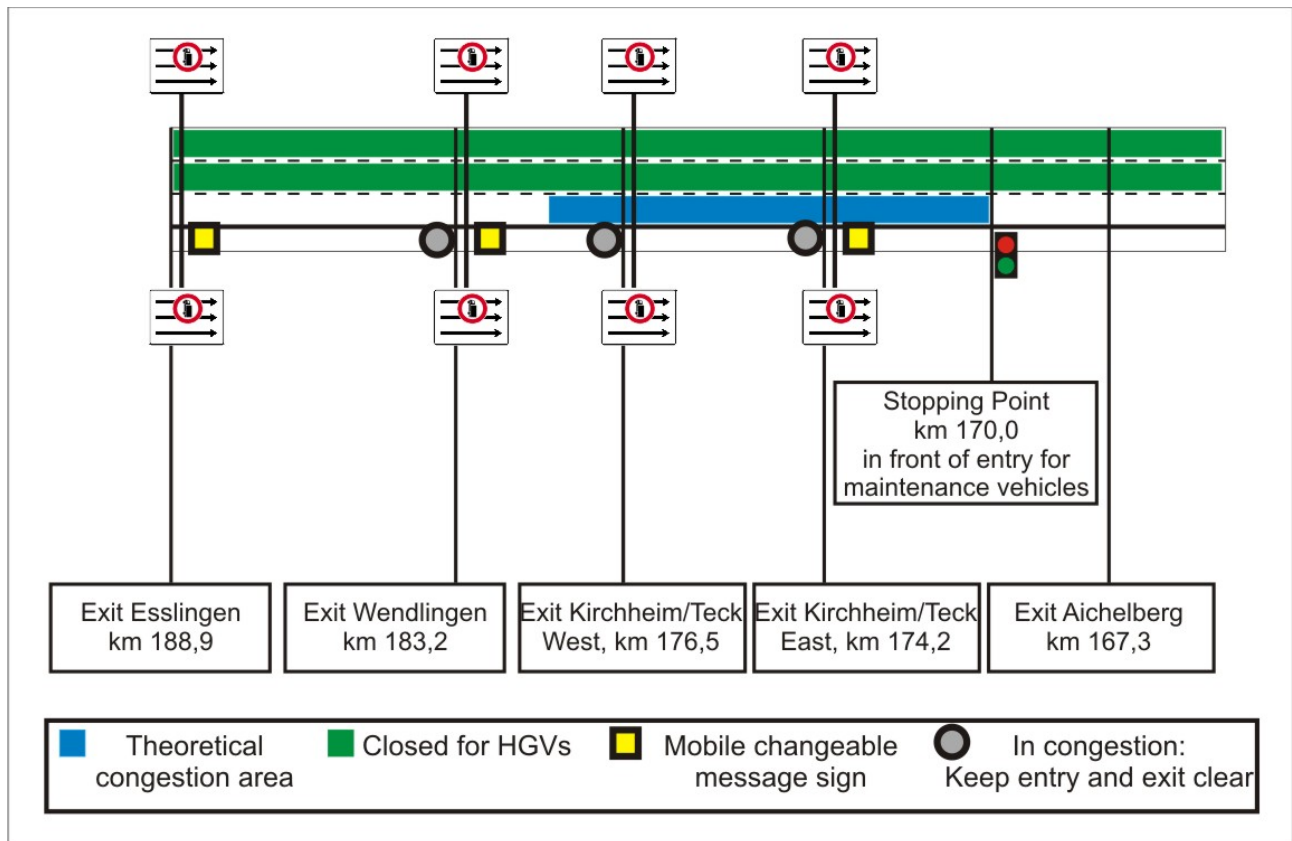 Stopping Point
km 170,0
in front of entry for
maintenance vehicles
Exit Esslingen
km 188,9
Exit Wendlingen
km 183,2
Exit Kirchheim/Teck
West, km 176,5
Exit Kirchheim/Teck
East, km 174,2
Exit Aichelberg
km 167,3
Theoretical
congestion area
Closed for HGVs
Mobile changeable
message sign
In congestion:
Keep entry and exit clear